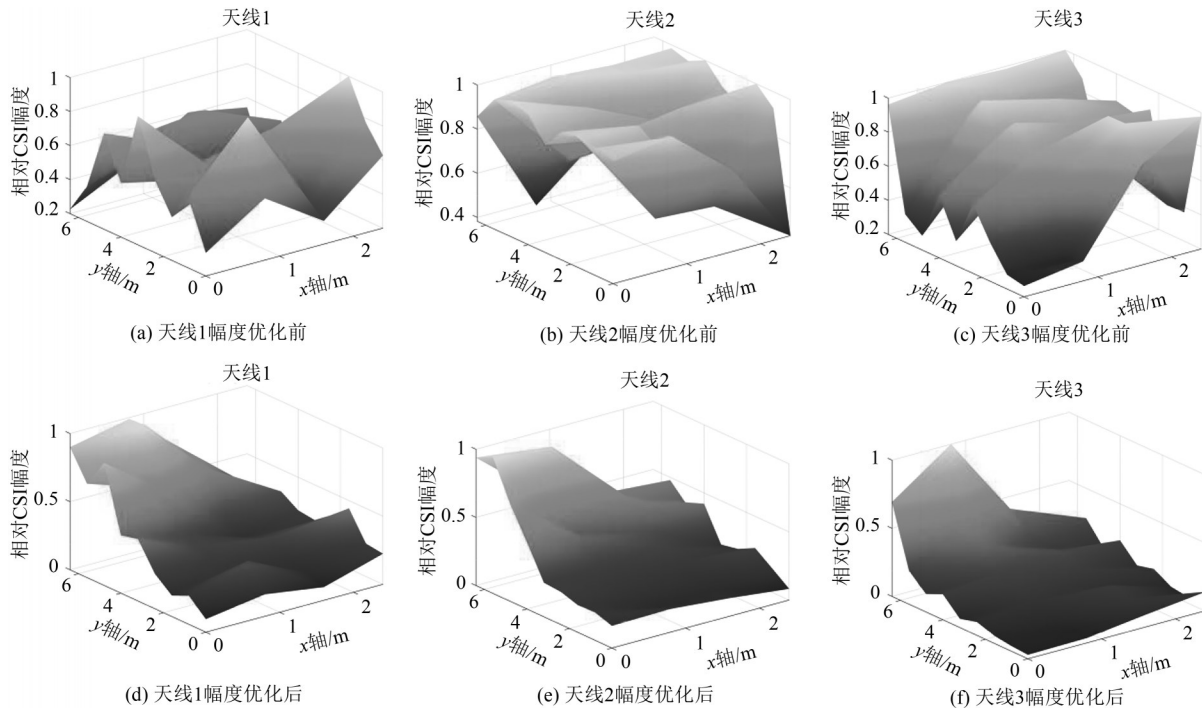 天线1
相对CSI幅度
1
0.8
0.6
0.4
0.2
6
4
2
0
0
1
2
y轴/m
x轴/m
(a) 天线1幅度优化前
天线2
相对CSI幅度
1
0.8
0.6
0.4
6
4
2
0
0
1
2
y轴/m
x轴/m
(b) 天线2幅度优化前
天线3
相对CSI幅度
1
0.8
0.6
0.4
0.2
6
4
2
0
0
1
2
y轴/m
x轴/m
(c) 天线3幅度优化前
天线1
相对CSI幅度
1
0.5
0
6
4
2
0
0
1
2
y轴/m
x轴/m
(d) 天线1幅度优化后
天线2
相对CSI幅度
1
0.5
0
6
4
2
0
0
1
2
y轴/m
x轴/m
(e) 天线2幅度优化后
天线3
相对CSI幅度
1
0.5
0
6
4
2
0
0
1
2
y轴/m
x轴/m
(f) 天线3幅度优化后